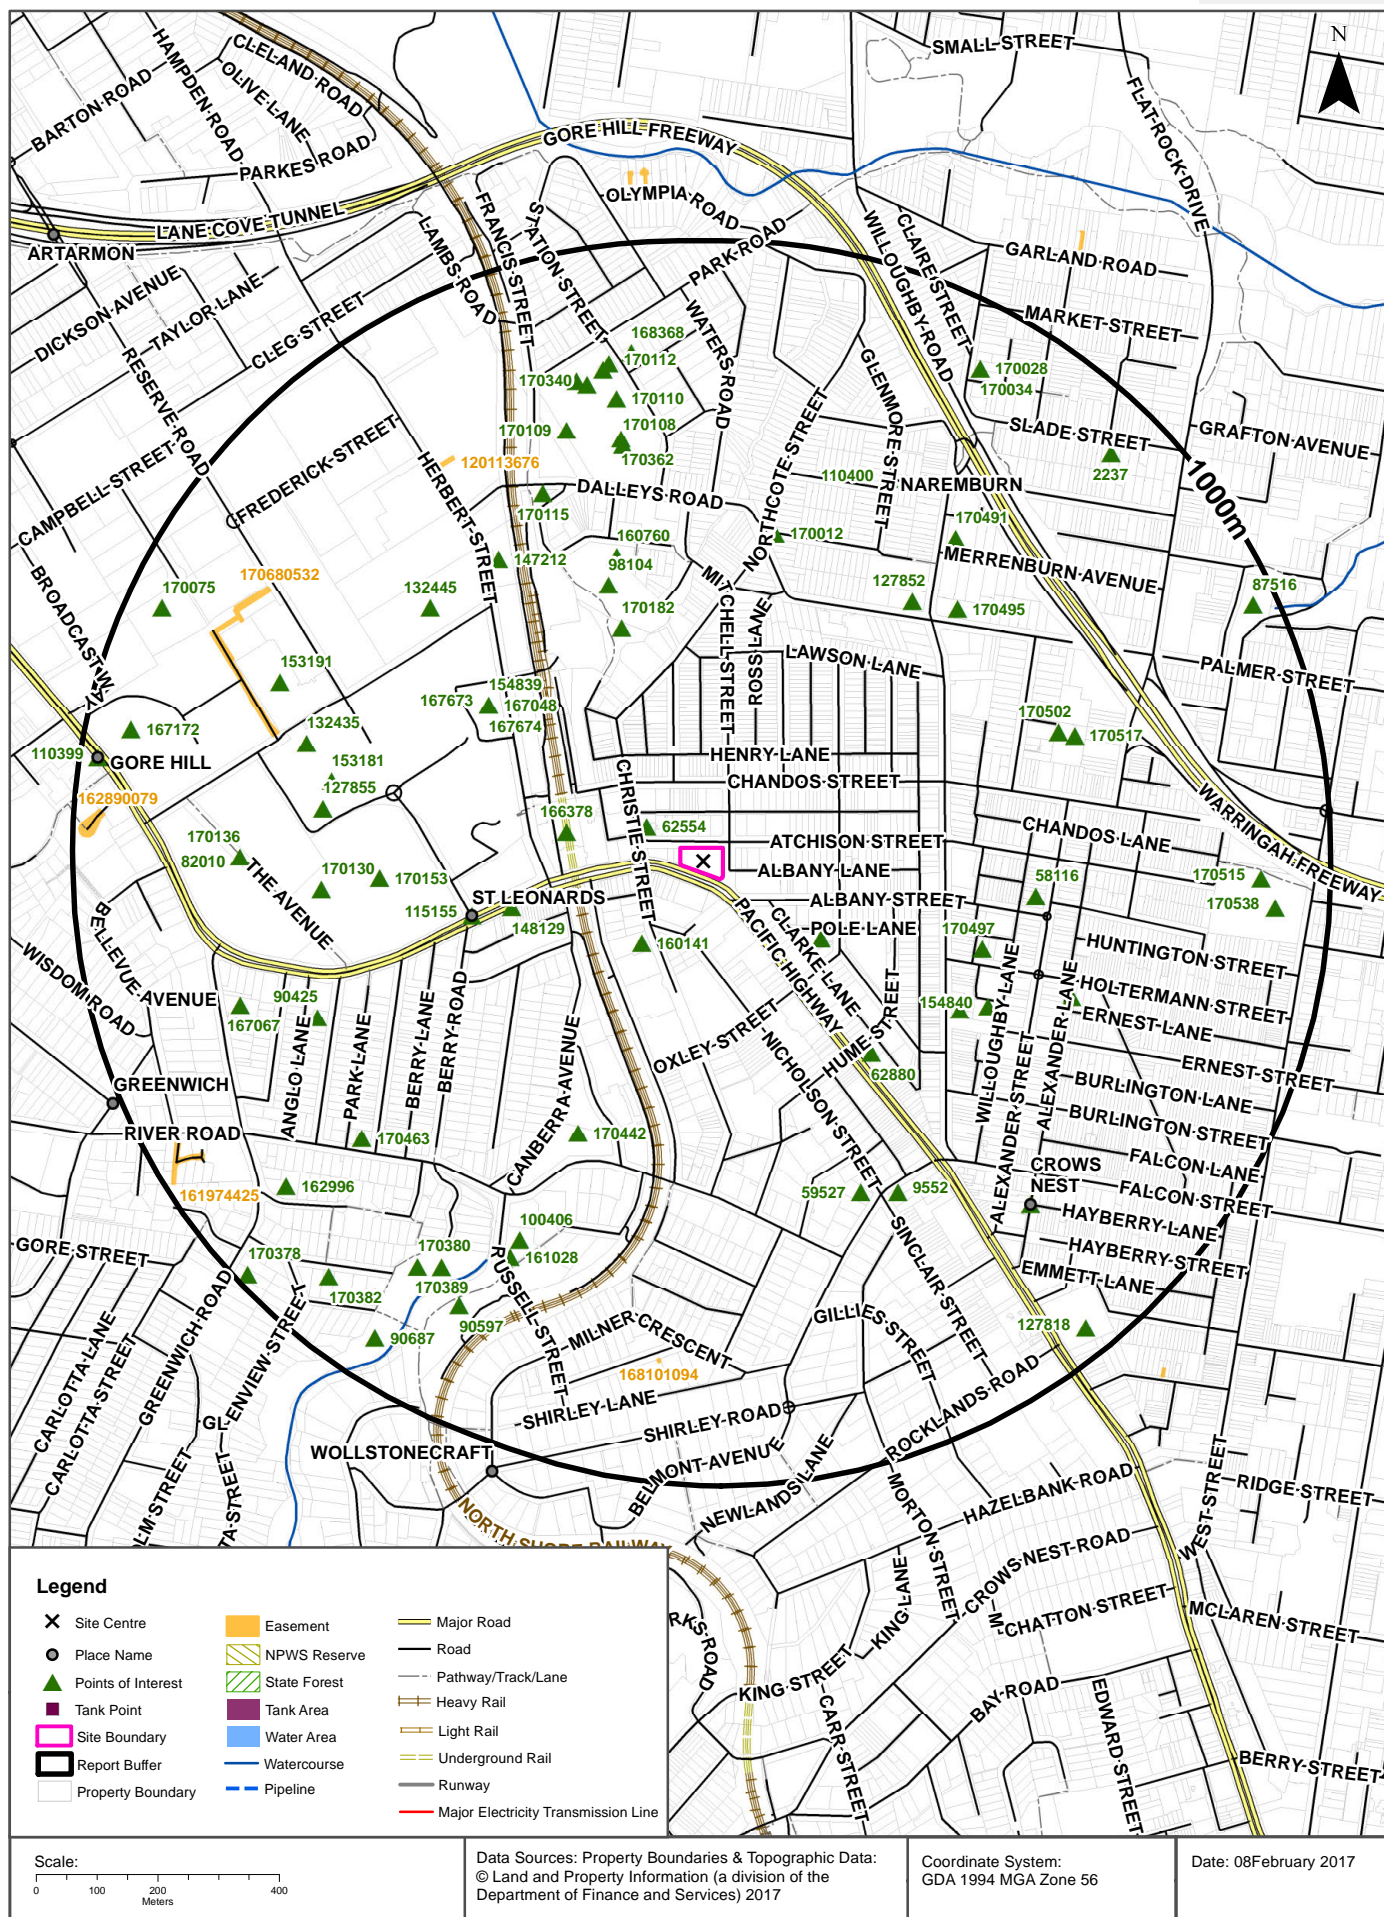 N
SMALL STREET
CLELAND ROAD
HAMPDEN ROAD
OLIVE LANE
BARTON ROAD
PARKES ROAD
FLAT ROCK DRIVE
GORE HILL FREEWAY
OLYMPIA ROAD
LANE COVE TUNNEL
ARTARMON
FRANCIS STREET
STATION STREET
LAMBS ROAD
PARK ROAD
WILLOUGHBY ROAD
CLAIRE STREET
GARLAND ROAD
MARKET STREET
DICKSON AVENUE
TAYLOR LANE
CLEG STREET
RESERVE ROAD
WATERS ROAD
GLENMORE STREET
168368
170112
170340
170110
170109
170108
170362
170028
170034
SLADE STREET
GRAFTON AVENUE
2237
1000m
CAMPBELL STREET
FREDERICK STREET
HERBERT STREET
120113676
DALLEYS ROAD
170115
NORTHCOTE STREET
110400
NAREMBURN
170491
170012
MERRENBURN AVENUE
160760
98104
147212
170182
MITCHELL STREET
ROSS LANE
127852
170495
87516
BROADCAST WAY
170075
170680532
132445
153191
LAWSON LANE
PALMER STREET
154839
167673
167048
167674
170502
170517
167172
132435
110399
GORE HILL
153181
127855
162890079
HENRY LANE
CHANDOS STREET
CHRISTIE STREET
166378
62554
ATCHISON STREET
ALBANY LANE
WARRINGAH FREEWAY
CHANDOS LANE
170136
82010
THE AVENUE
170130
170153
ST LEONARDS
115155
148129
58116
170515
170538
ALBANY STREET
POLE LANE
PACIFIC HIGHWAY
CLARKE LANE
160141
170497
HUNTINGTON STREET
HOLTERMANN STREET
BELLEVUE AVENUE
WISDOM ROAD
90425
167067
ANGLO LANE
PARK LANE
BERRY LANE
BERRY ROAD
CANBERRA AVENUE
OXLEY STREET
NICHOLSON STREET
HUME STREET
62880
154840
WILLOUGHBY LANE
ALEXANDER STREET
ALEXANDER LANE
ERNEST LANE
ERNEST STREET
BURLINGTON LANE
BURLINGTON STREET
GREENWICH
RIVER ROAD
170463
170442
161974425
162996
59527
9552
CROWS
NEST
FALCON LANE
FALCON STREET
HAYBERRY LANE
HAYBERRY STREET
EMMETT LANE
GORE STREET
170378
170382
170380
170389
100406
161028
RUSSELL STREET
SINCLAIR STREET
GILLIES STREET
127818
90687
90597
MILNER CRESCENT
168101094
SHIRLEY LANE
SHIRLEY ROAD
ROCKLANDS ROAD
CARLOTTA LANE
CARLOTTA STREET
GREENWICH ROAD
GLENVIEW STREET
WOLLSTONECRAFT
BELMONT AVENUE
NEWLANDS LANE
MORTON STREET
HAZELBANK ROAD
WEST STREET
RIDGE STREET
NORTH SHORE RAILWAY
OLM STREET
TA STREET
KING LANE
CROWS NEST ROAD
CHATTON STREET
MCLAREN STREET
RKS ROAD
KING STREET
CARR STREET
BAY ROAD
EDWARD STREET
BERRY STREET
Legend
Site Centre
Place Name
Points of Interest
Tank Point
Site Boundary
Report Buffer
Property Boundary
Easement
NPWS Reserve
State Forest
Tank Area
Water Area
Watercourse
Pipeline
Major Road
Road
Pathway/Track/Lane
Heavy Rail
Light Rail
Underground Rail
Runway
Major Electricity Transmission Line
Scale:
0 100 200 400
Meters
Data Sources: Property Boundaries & Topographic Data:
© Land and Property Information (a division of the
Department of Finance and Services) 2017
Coordinate System:
GDA 1994 MGA Zone 56
Date: 08February 2017